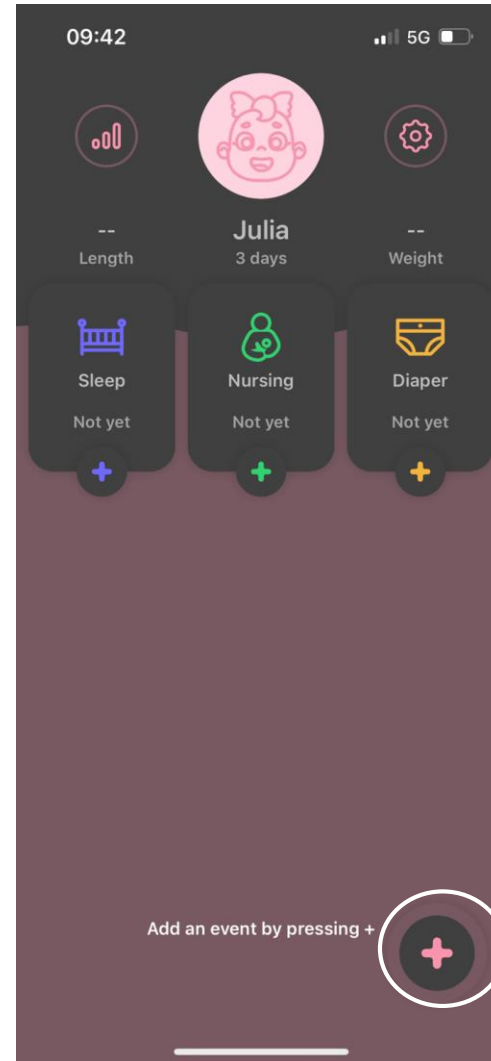 09:42 5G
-- Julia --
Length 3 days Weight
Sleep Nursing Diaper
Not yet Not yet Not yet
+ + +
Add an event by pressing +
+